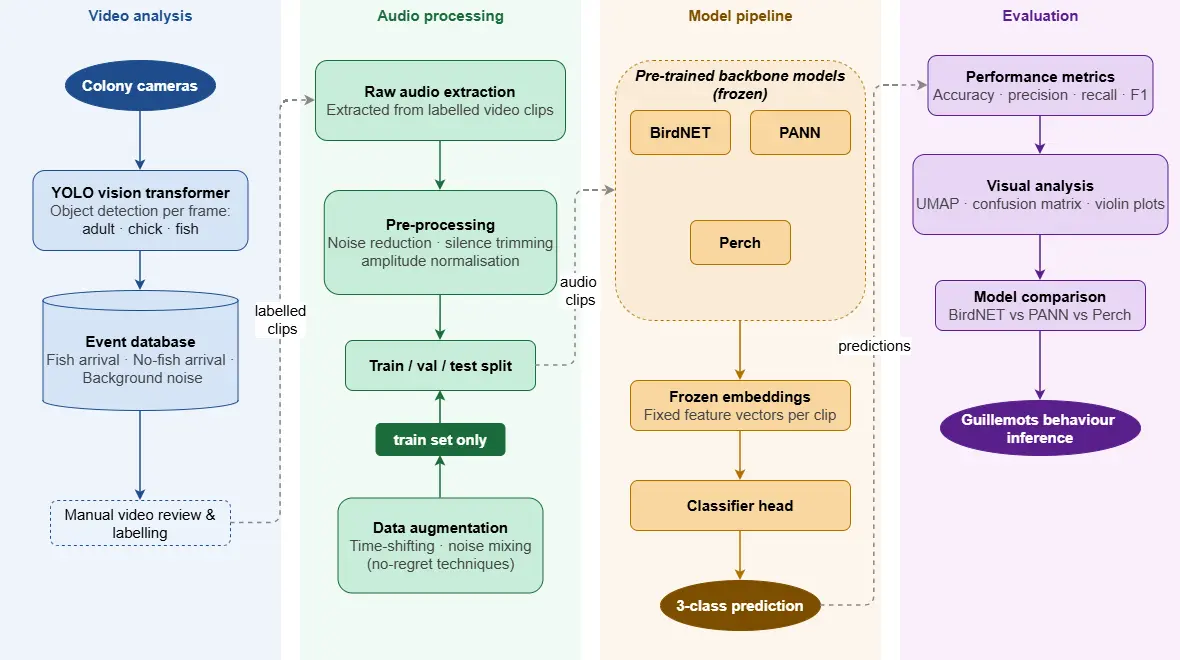 Video analysis
Colony cameras
YOLO vision transformer
Object detection per frame:
adult · chick · fish
Event database
Fish arrival · No-fish arrival ·
Background noise
Manual video review &
labelling
labelled
clips
Audio processing
Raw audio extraction
Extracted from labelled video clips
Pre-processing
Noise reduction · silence trimming
amplitude normalisation
Train / val / test split
train set only
Data augmentation
Time-shifting · noise mixing
(no-regret techniques)
audio
clips
Model pipeline
Pre-trained backbone models
(frozen)
BirdNET
PANN
Perch
Frozen embeddings
Fixed feature vectors per clip
Classifier head
3-class prediction
predictions
Evaluation
Performance metrics
Accuracy · precision · recall · F1
Visual analysis
UMAP · confusion matrix · violin plots
Model comparison
BirdNET vs PANN vs Perch
Guillemots behaviour
inference